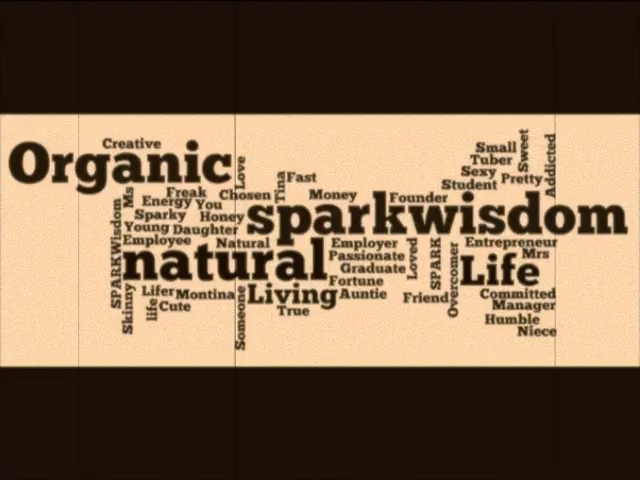 Creative
Organic
Love
Small
Sweet
Addicted
Tuber
Sexy
Pretty
Student
Tina
Fast
Ms
Freak
Chosen
Money
Founder
Energy You
SPARKWisdom
Sparky
Honey
sparkwisdom
Young Daughter
Employee
Natural
Employer
Loved
SPARK
Overcomer
Entrepreneur
natural
Passionate
Mrs
Graduate
Life
Fortune
Skinny
life
Lifer
Montina
Cute
Someone
Living
Auntie
Friend
Committed
Manager
True
Humble
Niece